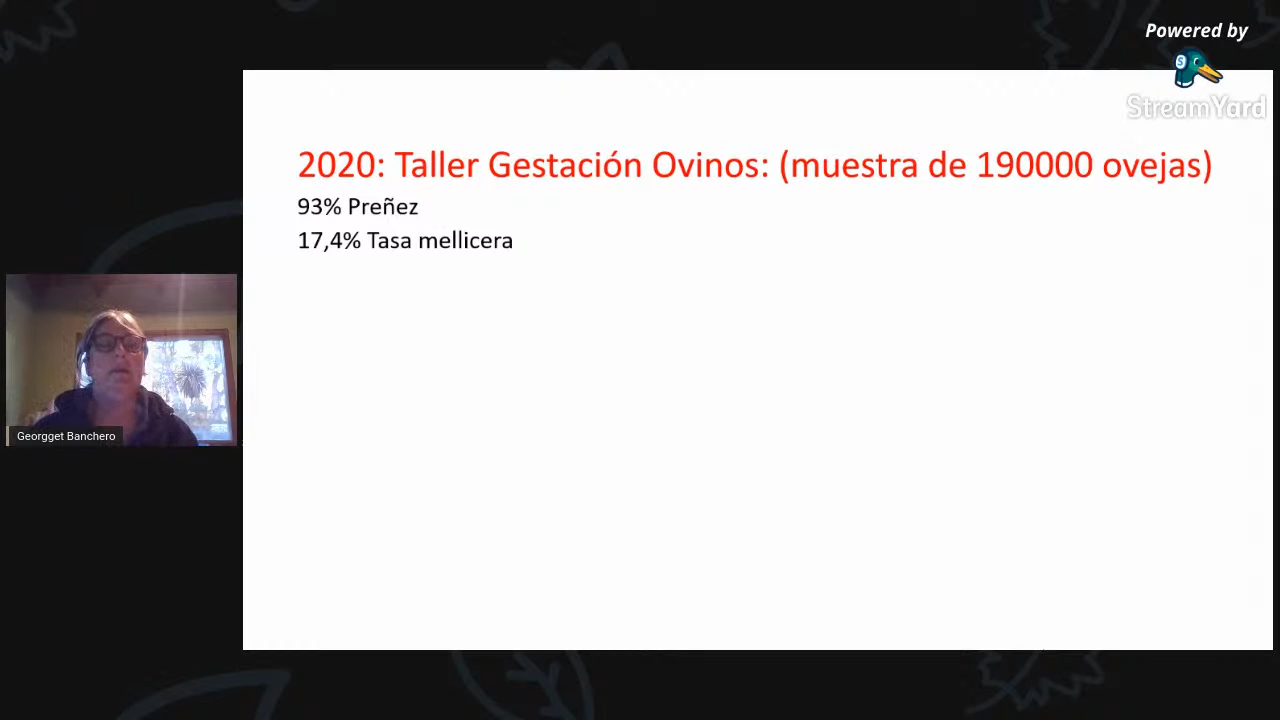 Powered by
StreamYard
2020: Taller Gestación Ovinos: (muestra de 190000 ovejas)
93% Preñez
17,4% Tasa mellicera
Georgget Banchero